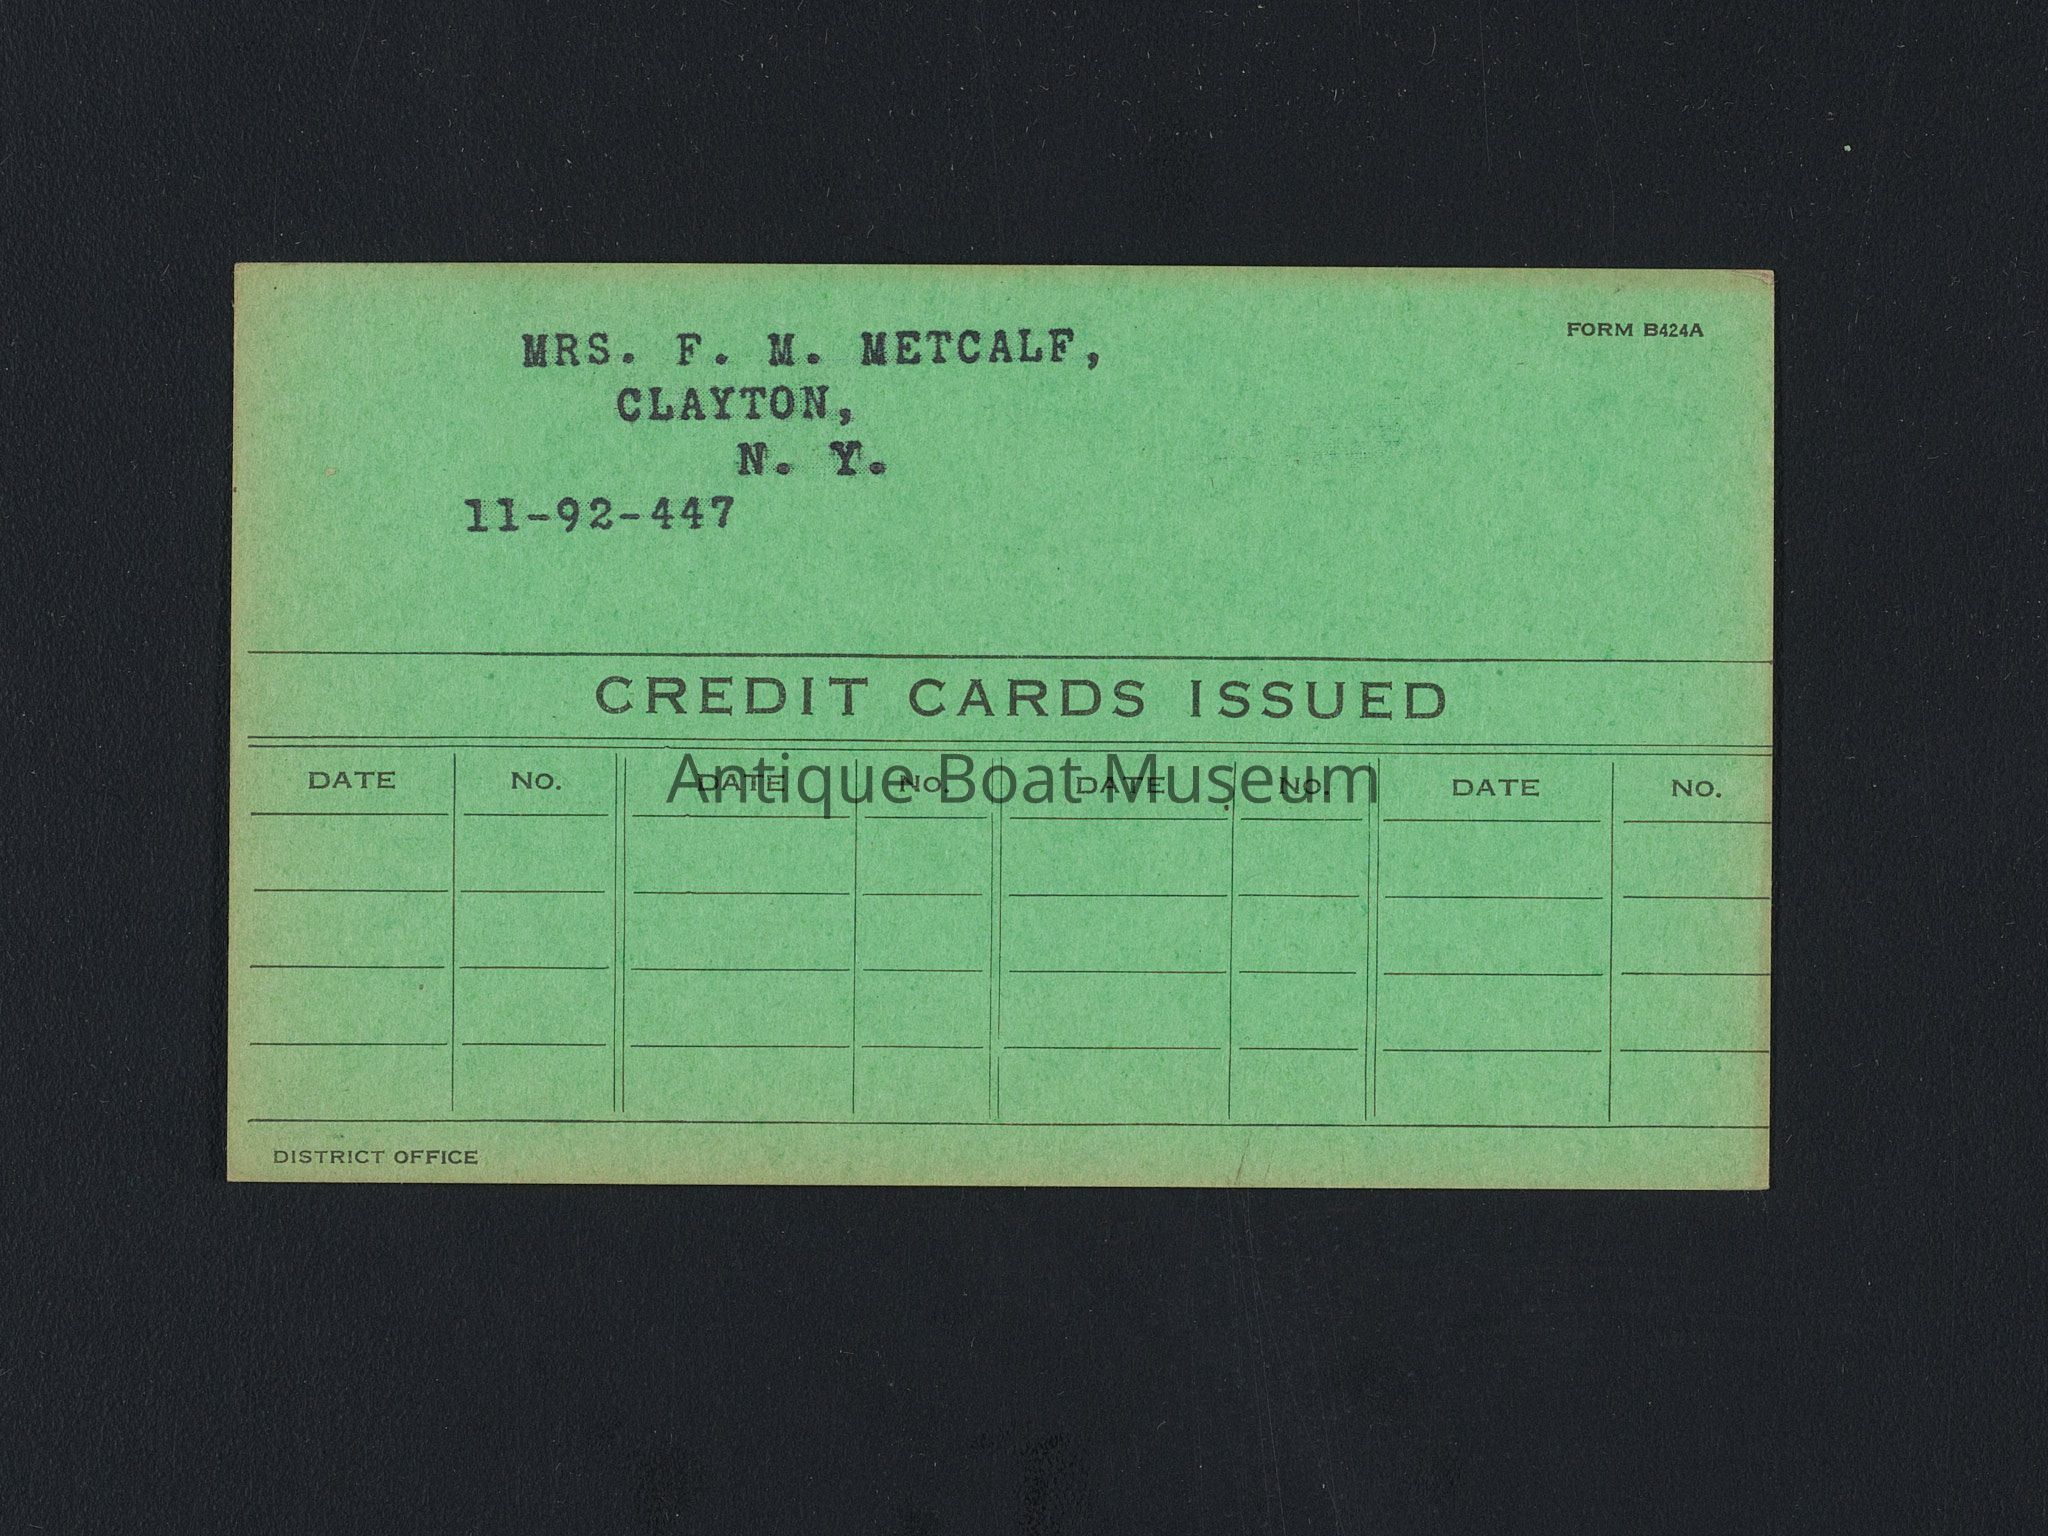 FORM B424A
MRS. F. M. METCALF,
CLAYTON,
N. Y.
11-92-447
CREDIT CARDS ISSUED
DATE NO. DATE NO. DATE NO. DATE NO.
Antique Boat Museum
DISTRICT OFFICE